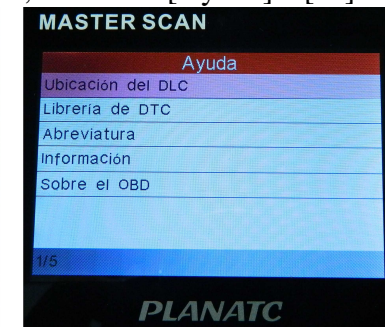 MASTER SCAN
Ayuda
Ubicación del DLC
Librería de DTC
Abreviatura
Información
Sobre el OBD
1/5
PLANATC